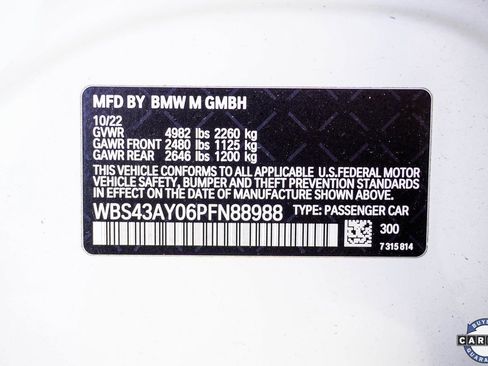 MFD BY BMW M GMBH
10/22
GVWR 4982 lbs 2260 kg
GAWR FRONT 2480 lbs 1125 kg
GAWR REAR 2646 lbs 1200 kg
THIS VEHICLE CONFORMS TO ALL APPLICABLE U.S.FEDERAL MOTOR
VEHICLE SAFETY, BUMPER AND THEFT PREVENTION STANDARDS
IN EFFECT ON THE DATE OF MANUFACTURE SHOWN ABOVE.
WBS43AY06PFN88988 TYPE: PASSENGER CAR
300
7 315 814